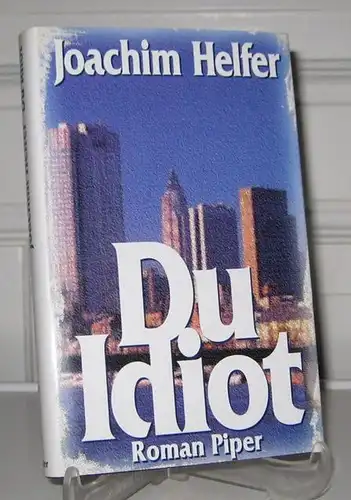 Joachim Helfer
Du
Idiot
Roman Piper